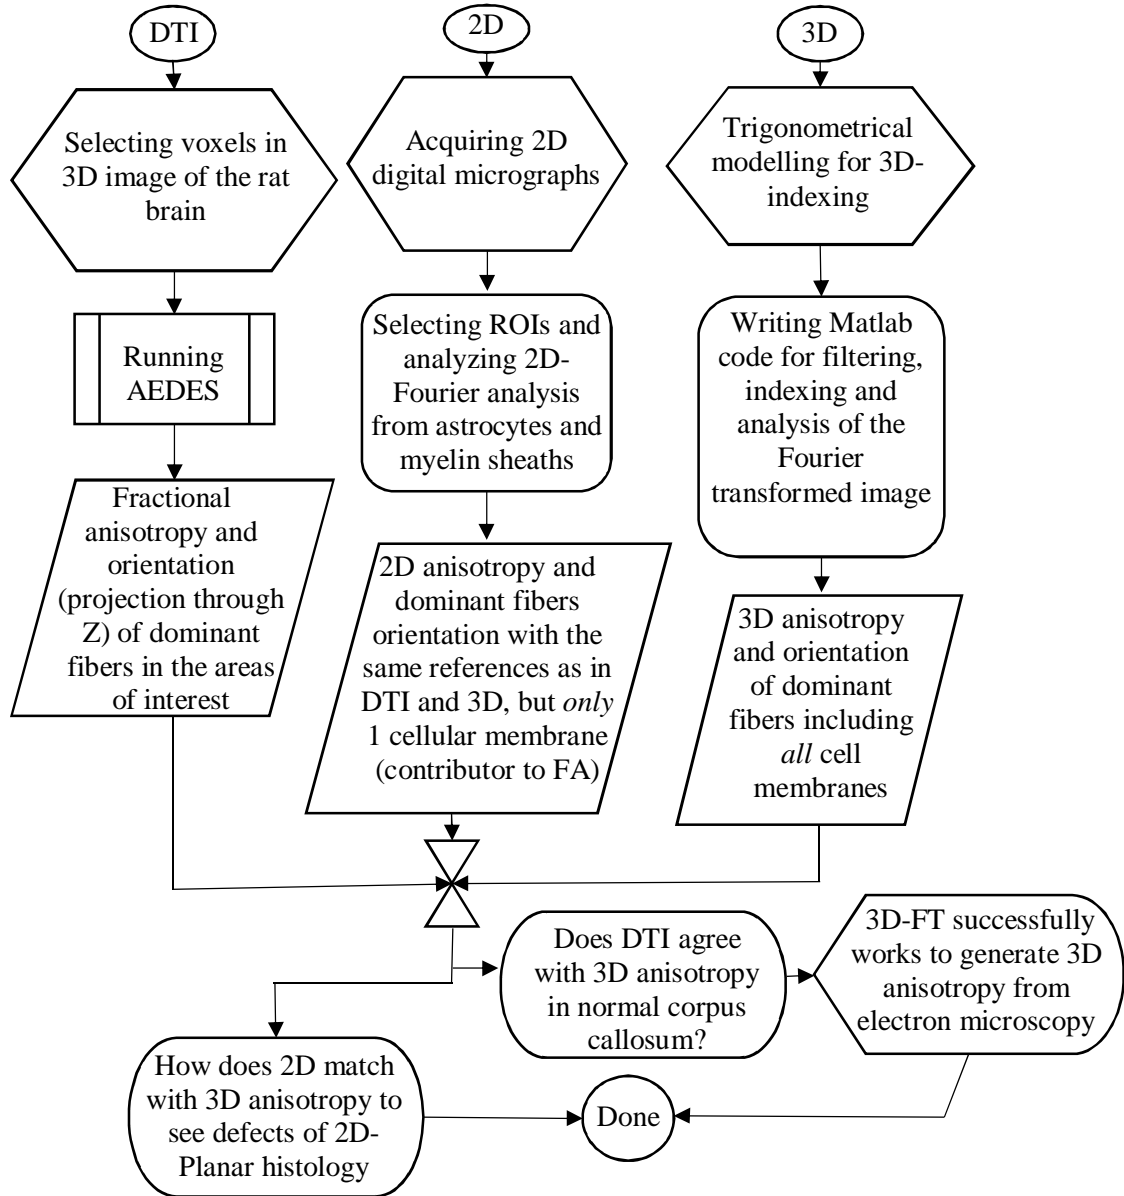 DTI
2D
3D
Selecting voxels in
3D image of the rat
brain
Acquiring 2D
digital micrographs
Trigonometrical
modelling for 3D-
indexing
Running
AEDES
Selecting ROIs and
analyzing 2D-
Fourier analysis
from astrocytes and
myelin sheaths
Writing Matlab
code for filtering,
indexing and
analysis of the
Fourier
transformed image
Fractional
anisotropy and
orientation
(projection through
Z) of dominant
fibers in the areas
of interest
2D anisotropy and
dominant fibers
orientation with the
same references as in
DTI and 3D, but only
1 cellular membrane
(contributor to FA)
3D anisotropy
and orientation
of dominant
fibers including
all cell
membranes
Does DTI agree
with 3D anisotropy
in normal corpus
callosum?
3D-FT successfully
works to generate 3D
anisotropy from
electron microscopy
How does 2D match
with 3D anisotropy to
see defects of 2D-
Planar histology
Done